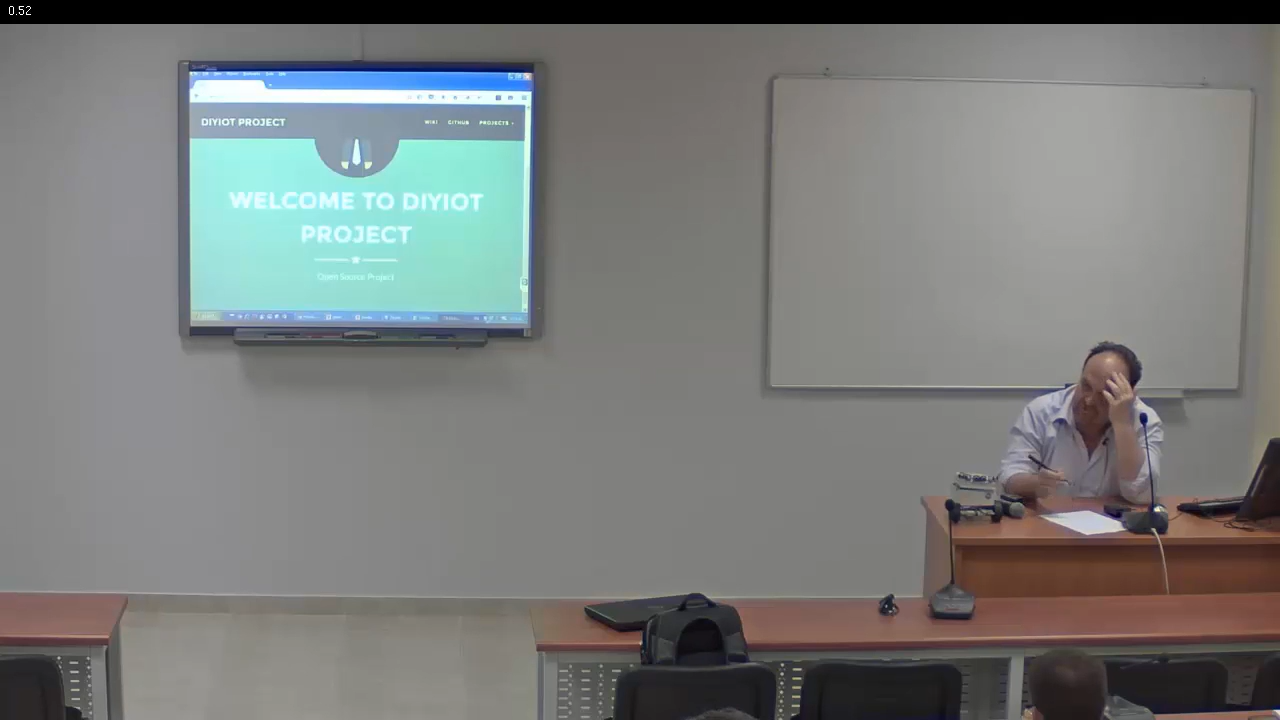 0.52
DIYIOT PROJECT
WIKI GITHUB PROJECTS
WELCOME TO DIYIOT
PROJECT
Open Source Project